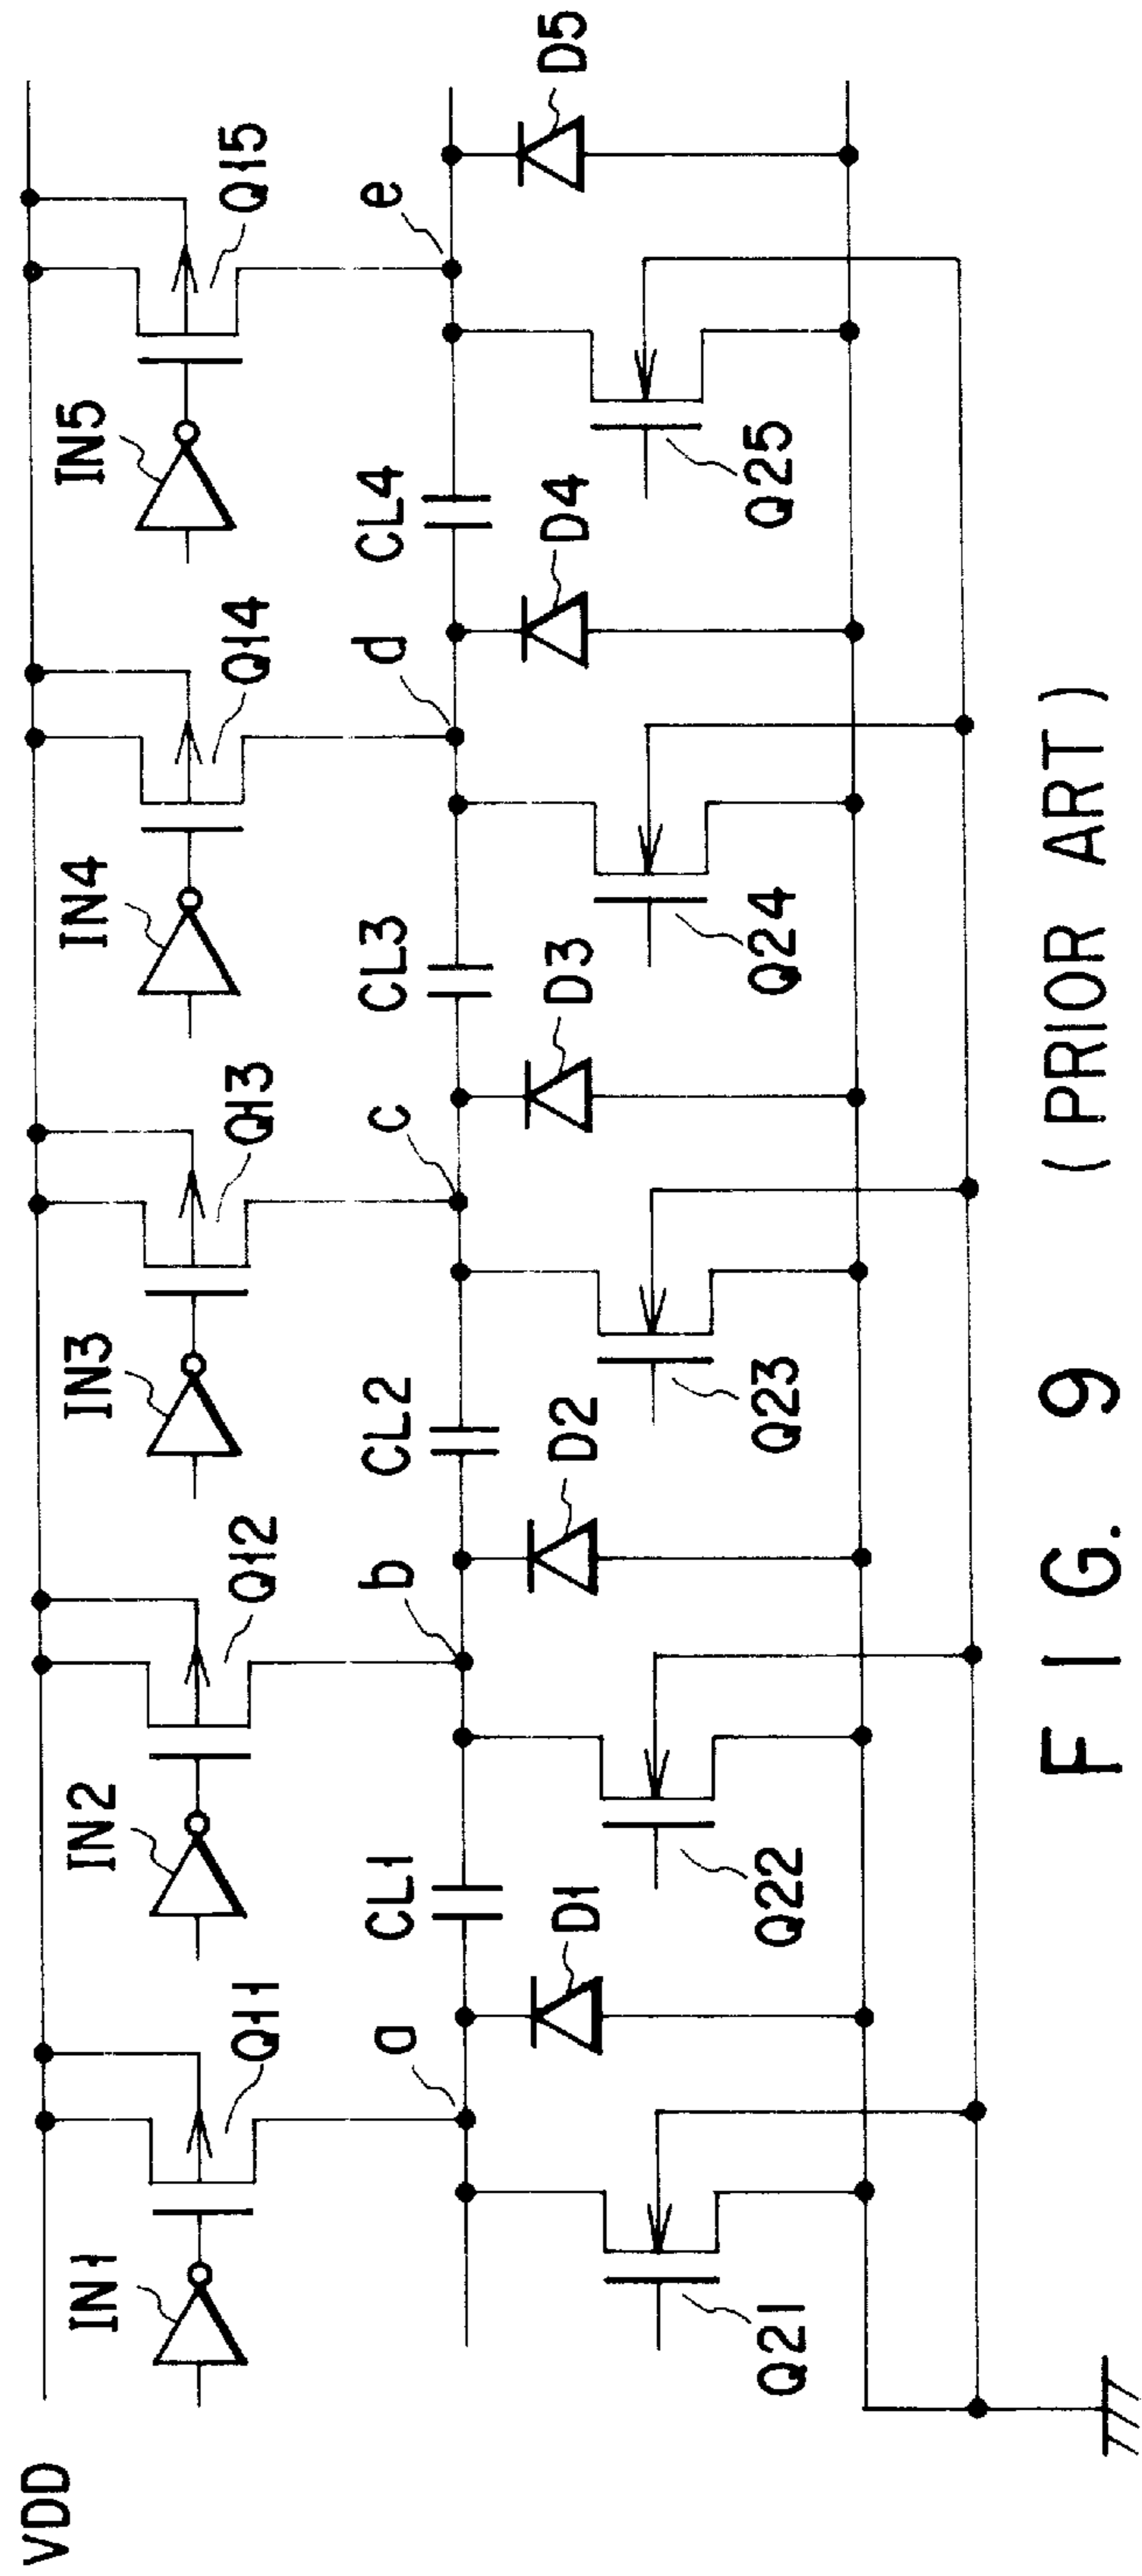 VDD
IN1
Q11
IN2
Q12
IN3
Q13
IN4
Q14
IN5
Q15
a
CL1
b
CL2
c
CL3
d
CL4
e
Q21
D1
Q22
D2
Q23
D3
Q24
D4
Q25
D5
FIG. 9 (PRIOR ART)